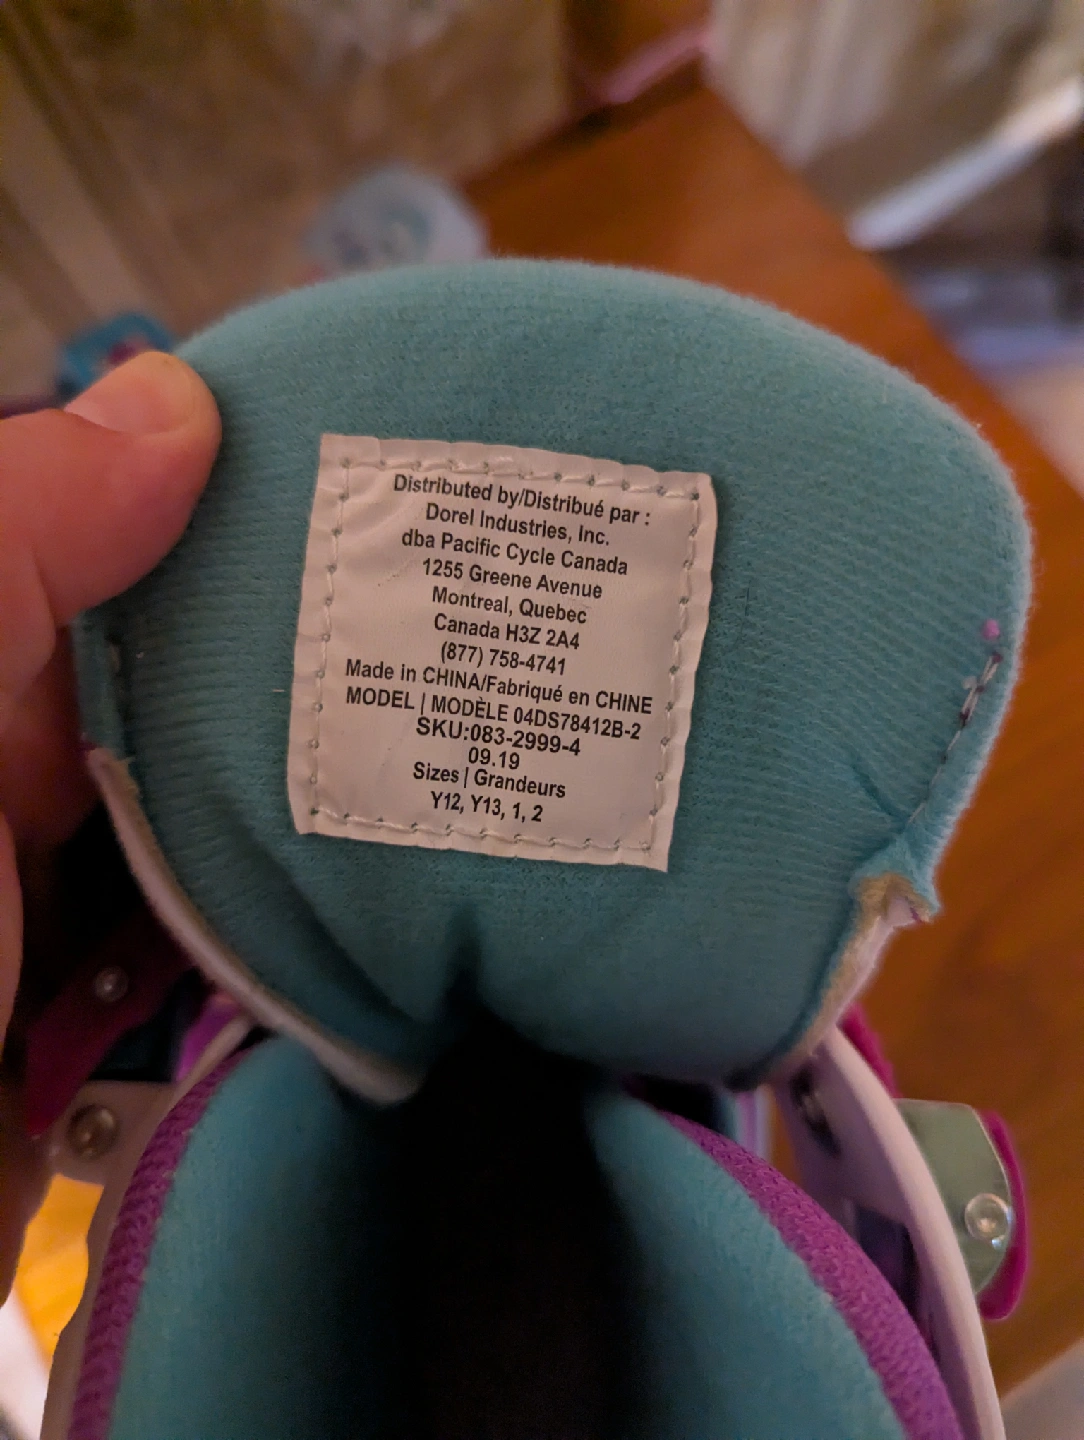 Distributed by/Distribué par :
Dorel Industries, Inc.
dba Pacific Cycle Canada
1255 Greene Avenue
Montreal, Quebec
Canada H3Z 2A4
(877) 758-4741
Made in CHINA/Fabriqué en CHINE
MODEL | MODÈLE 04DS78412B-2
SKU:083-2999-4
09.19
Sizes | Grandeurs
Y12, Y13, 1, 2